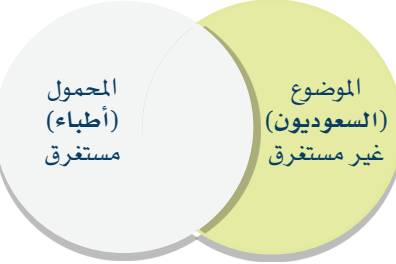 الموضوع
(السعوديون)
غير مستغرق
المحمول
(أطباء)
مستغرق